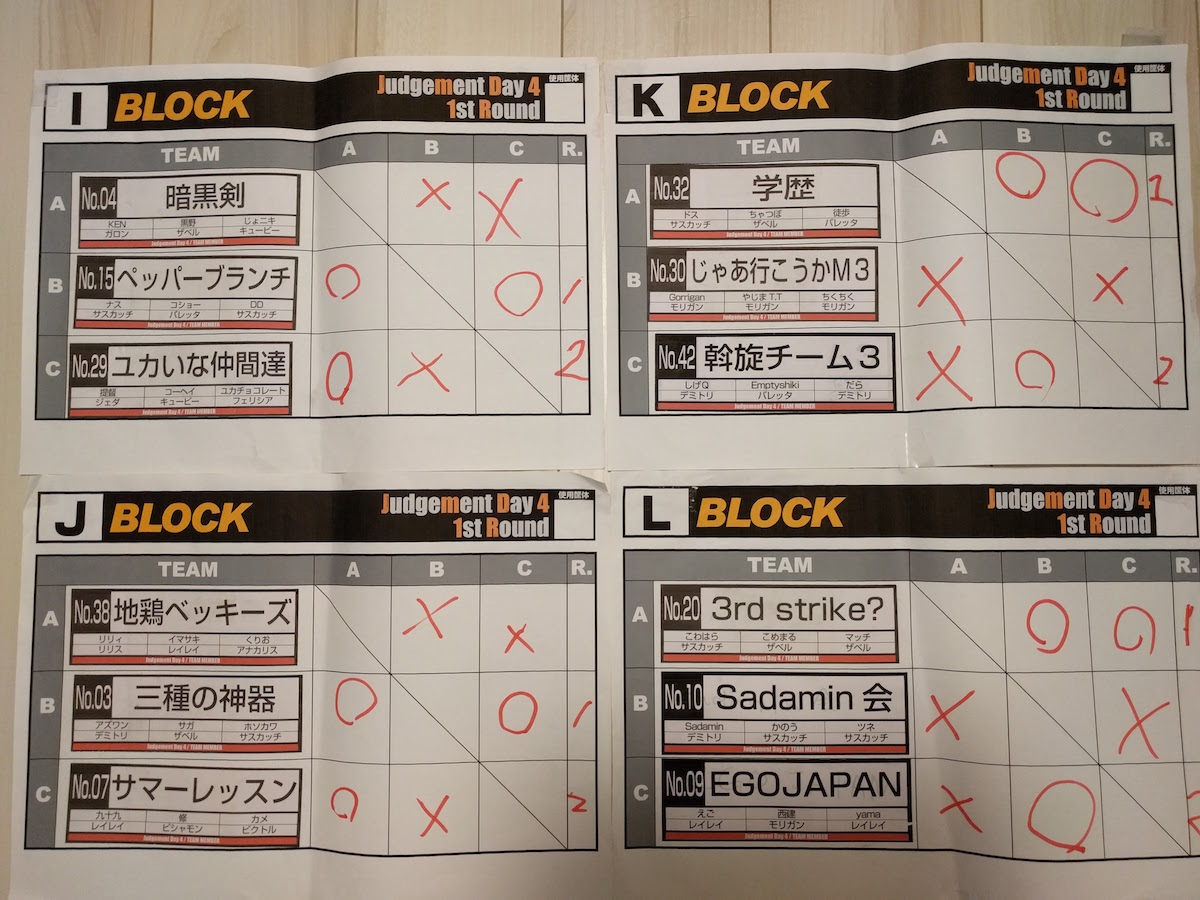 I BLOCK Judgement Day 4 使用筐体
1st Round
TEAM A B C R.
A No.04 暗黒剣 × ×
KEN 黒野 じょニキ
ガロン ザベル キュービー
Judgement Day 4 / TEAM MEMBER
B No.15 ペッパーブランチ ○ ○ 1
ナス コショー DD
サスカッチ バレッタ サスカッチ
Judgement Day 4 / TEAM MEMBER
C No.29 ユカいな仲間達 ○ × 2
提督 コーヘイ ユカチョコレート
ジェダ キュービー フェリシア
Judgement Day 4 / TEAM MEMBER
K BLOCK Judgement Day 4 使用筐体
1st Round
TEAM A B C R.
A No.32 学歴 ○ ○ 1
ドス ちゃつぼ 徒歩
サスカッチ ザベル バレッタ
Judgement Day 4 / TEAM MEMBER
B No.30 じゃあ行こうかM3 × ×
Gorrigan やじま T.T ちくちく
モリガン モリガン モリガン
Judgement Day 4 / TEAM MEMBER
C No.42 斡旋チーム3 × ○ 2
しげQ Emptyshiki だら
デミトリ バレッタ デミトリ
Judgement Day 4 / TEAM MEMBER
J BLOCK Judgement Day 4 使用筐体
1st Round
TEAM A B C R.
A No.38 地鶏ベッキーズ × ×
リリィ イマサキ くりお
リリス レイレイ アナカリス
Judgement Day 4 / TEAM MEMBER
B No.03 三種の神器 ○ ○ 1
アズワン サガ ホソカワ
デミトリ ザベル サスカッチ
Judgement Day 4 / TEAM MEMBER
C No.07 サマーレッスン ○ × 2
九十九 修 カメ
レイレイ ビシャモン ビクトル
Judgement Day 4 / TEAM MEMBER
L BLOCK Judgement Day 4 使用筐体
1st Round
TEAM A B C R.
A No.20 3rd strike? ○ ○ 1
こわはら こめまる マッチ
サスカッチ ザベル ザベル
Judgement Day 4 / TEAM MEMBER
B No.10 Sadamin 会 × ×
Sadamin かのう ツネ
デミトリ サスカッチ サスカッチ
Judgement Day 4 / TEAM MEMBER
C No.09 EGOJAPAN × ○ 2
えご 西建 yama
レイレイ モリガン レイレイ
Judgement Day 4 / TEAM MEMBER